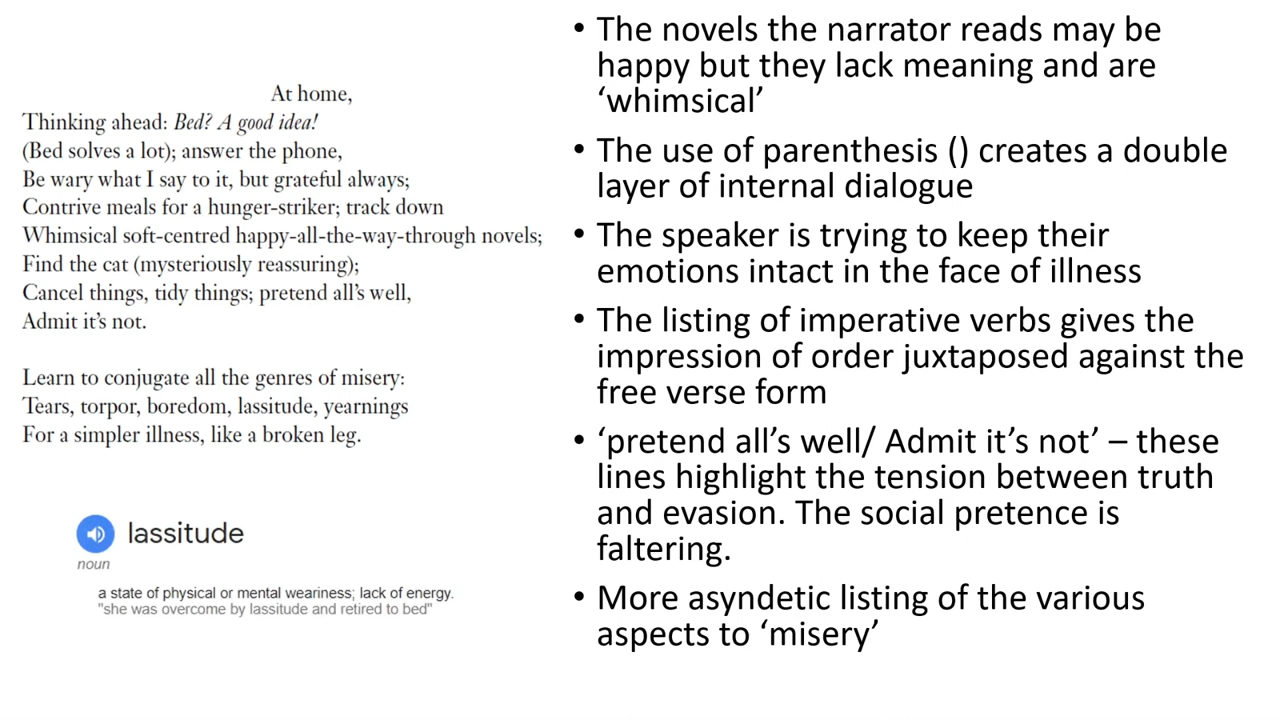 At home,
Thinking ahead: Bed? A good idea!
(Bed solves a lot); answer the phone,
Be wary what I say to it, but grateful always;
Contrive meals for a hunger-striker; track down
Whimsical soft-centred happy-all-the-way-through novels;
Find the cat (mysteriously reassuring);
Cancel things, tidy things; pretend all's well,
Admit it's not.
Learn to conjugate all the genres of misery:
Tears, torpor, boredom, lassitude, yearnings
For a simpler illness, like a broken leg.
lassitude
noun
a state of physical or mental weariness; lack of energy.
"she was overcome by lassitude and retired to bed"
• The novels the narrator reads may be
happy but they lack meaning and are
‘whimsical’
• The use of parenthesis () creates a double
layer of internal dialogue
• The speaker is trying to keep their
emotions intact in the face of illness
• The listing of imperative verbs gives the
impression of order juxtaposed against the
free verse form
• ‘pretend all’s well/ Admit it’s not’ – these
lines highlight the tension between truth
and evasion. The social pretence is
faltering.
• More asyndetic listing of the various
aspects to ‘misery’